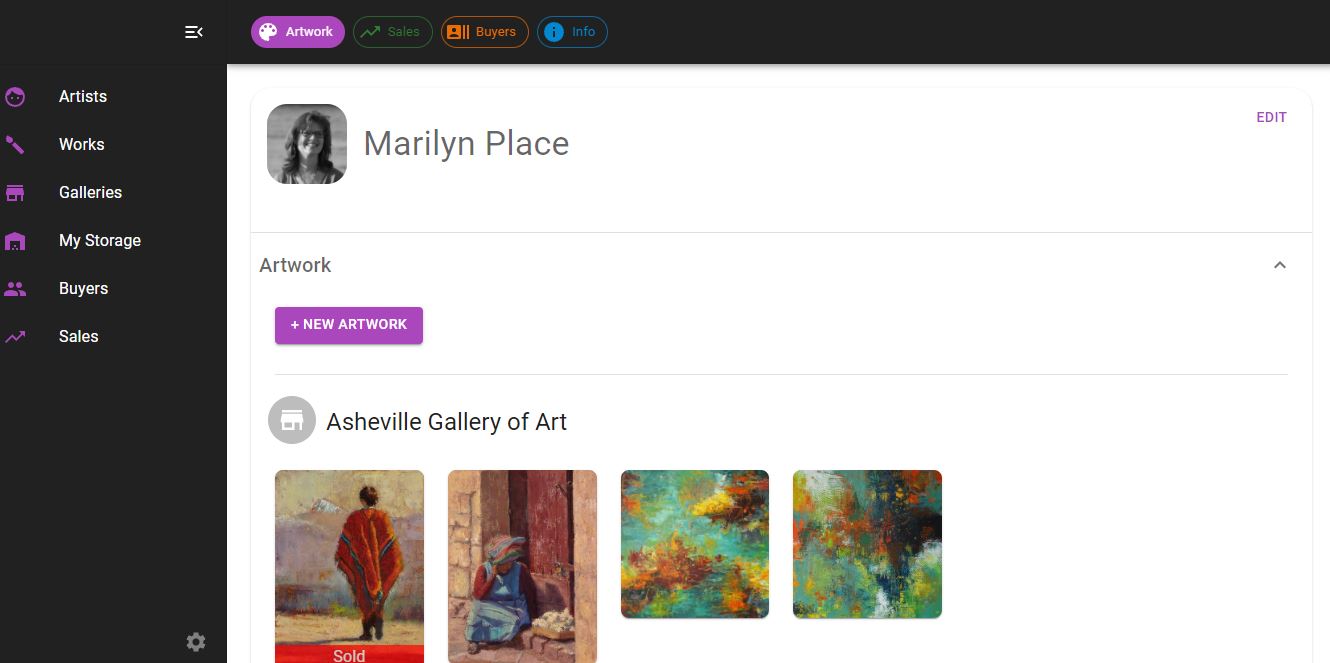 Artwork
Sales
Buyers
Info
Artists
Works
Galleries
My Storage
Buyers
Sales
Marilyn Place
EDIT
Artwork
+ NEW ARTWORK
Asheville Gallery of Art
Sold